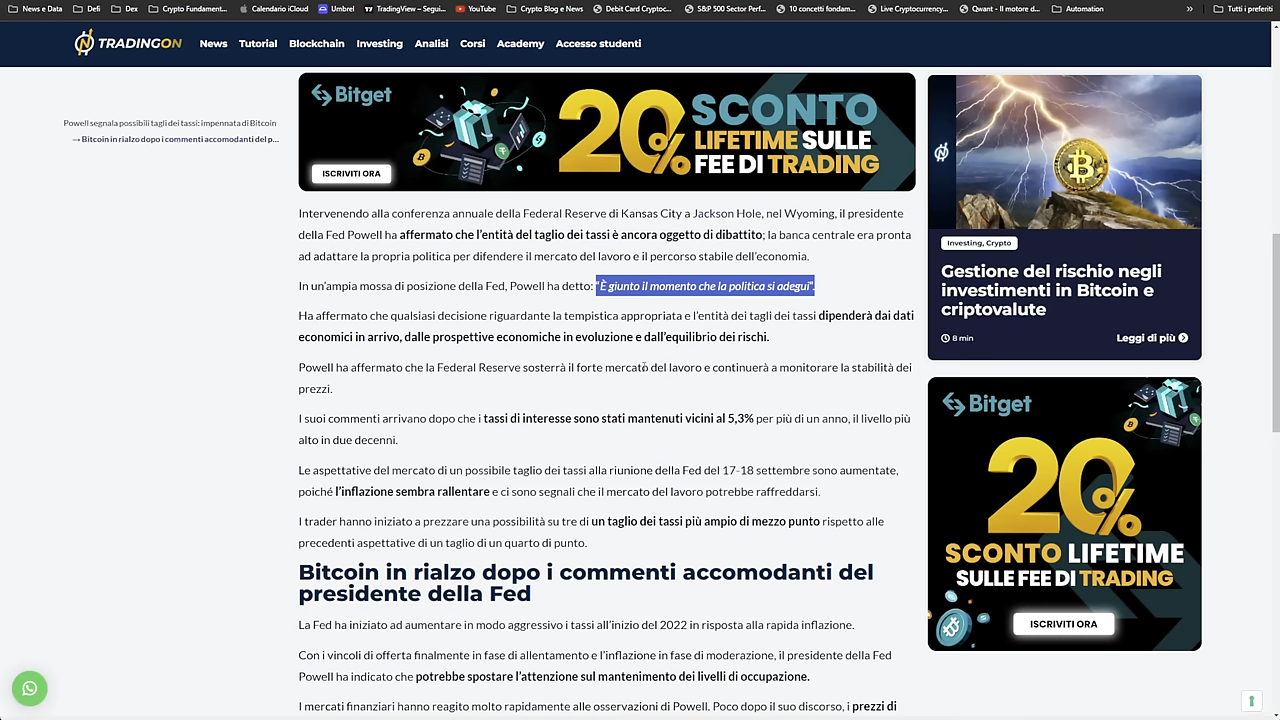 News e Data
Defi
Dex
Crypto Fundament...
Calendario iCloud
Umbrel
TradingView – Segui...
YouTube
Crypto Blog e News
Debit Card Cryptoc...
S&P 500 Sector Perf...
10 concetti fondam...
Live Cryptocurrency...
Qwant - Il motore d...
Automation
»
Tutti i preferiti
TRADINGON
News
Tutorial
Blockchain
Investing
Analisi
Corsi
Academy
Accesso studenti
Powell segnala possibili tagli dei tassi: impennata di Bitcoin
→ Bitcoin in rialzo dopo i commenti accomodanti del p...
Bitget
20% SCONTO
LIFETIME SULLE
FEE DI TRADING
ISCRIVITI ORA
Intervenendo alla conferenza annuale della Federal Reserve di Kansas City a Jackson Hole, nel Wyoming, il presidente
della Fed Powell ha affermato che l'entità del taglio dei tassi è ancora oggetto di dibattito; la banca centrale era pronta
ad adattare la propria politica per difendere il mercato del lavoro e il percorso stabile dell'economia.
In un'ampia mossa di posizione della Fed, Powell ha detto: "È giunto il momento che la politica si adegui".
Ha affermato che qualsiasi decisione riguardante la tempistica appropriata e l'entità dei tagli dei tassi dipenderà dai dati
economici in arrivo, dalle prospettive economiche in evoluzione e dall'equilibrio dei rischi.
Powell ha affermato che la Federal Reserve sosterrà il forte mercato del lavoro e continuerà a monitorare la stabilità dei
prezzi.
I suoi commenti arrivano dopo che i tassi di interesse sono stati mantenuti vicini al 5,3% per più di un anno, il livello più
alto in due decenni.
Le aspettative del mercato di un possibile taglio dei tassi alla riunione della Fed del 17-18 settembre sono aumentate,
poiché l'inflazione sembra rallentare e ci sono segnali che il mercato del lavoro potrebbe raffreddarsi.
I trader hanno iniziato a prezzare una possibilità su tre di un taglio dei tassi più ampio di mezzo punto rispetto alle
precedenti aspettative di un taglio di un quarto di punto.
Bitcoin in rialzo dopo i commenti accomodanti del
presidente della Fed
La Fed ha iniziato ad aumentare in modo aggressivo i tassi all'inizio del 2022 in risposta alla rapida inflazione.
Con i vincoli di offerta finalmente in fase di allentamento e l'inflazione in fase di moderazione, il presidente della Fed
Powell ha indicato che potrebbe spostare l'attenzione sul mantenimento dei livelli di occupazione.
I mercati finanziari hanno reagito molto rapidamente alle osservazioni di Powell. Poco dopo il suo discorso, i prezzi di
Investing, Crypto
Gestione del rischio negli
investimenti in Bitcoin e
criptovalute
8 min
Leggi di più
Bitget
20%
SCONTO LIFETIME
SULLE FEE DI TRADING
ISCRIVITI ORA